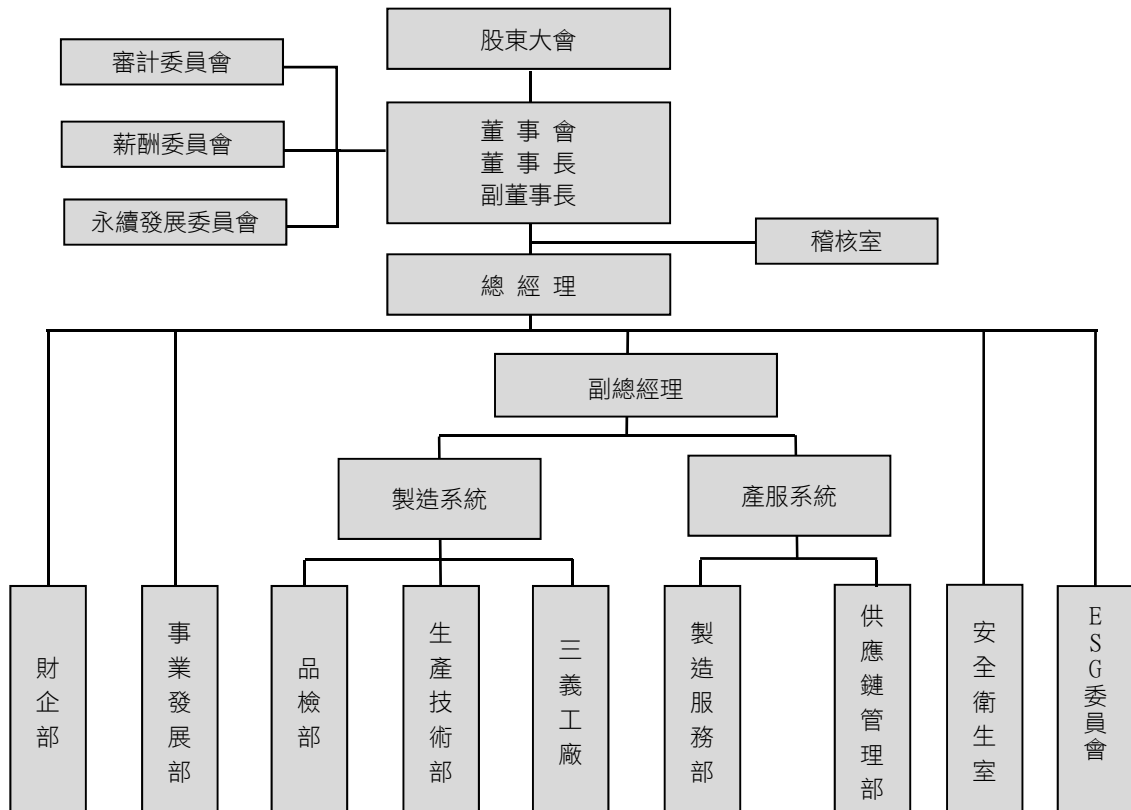 股東大會
審計委員會
薪酬委員會
永續發展委員會
董 事 會
董 事 長
副董事長
稽核室
總 經 理
副總經理
製造系統
產服系統
財企部
事業發展部
品檢部
生產技術部
三義工廠
製造服務部
供應鏈管理部
安全衛生室
ESG委員會